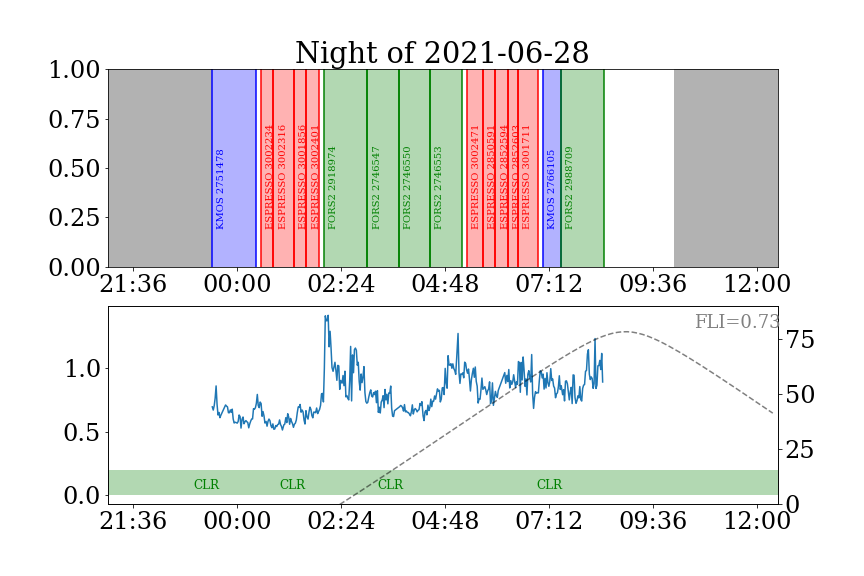 Night of 2021-06-28
1.00
0.75
0.50
0.25
0.00
KMOS 2751478
ESPRESSO 3002234
ESPRESSO 3002316
ESPRESSO 3001856
ESPRESSO 3002401
FORS2 2918974
FORS2 2746547
FORS2 2746550
FORS2 2746553
ESPRESSO 3002471
ESPRESSO 2850591
ESPRESSO 2852594
ESPRESSO 2852603
ESPRESSO 3001711
KMOS 2766105
FORS2 2988709
21:36 00:00 02:24 04:48 07:12 09:36 12:00
FLI=0.73
1.0
0.5
0.0
75
50
25
0
CLR CLR CLR CLR
21:36 00:00 02:24 04:48 07:12 09:36 12:00